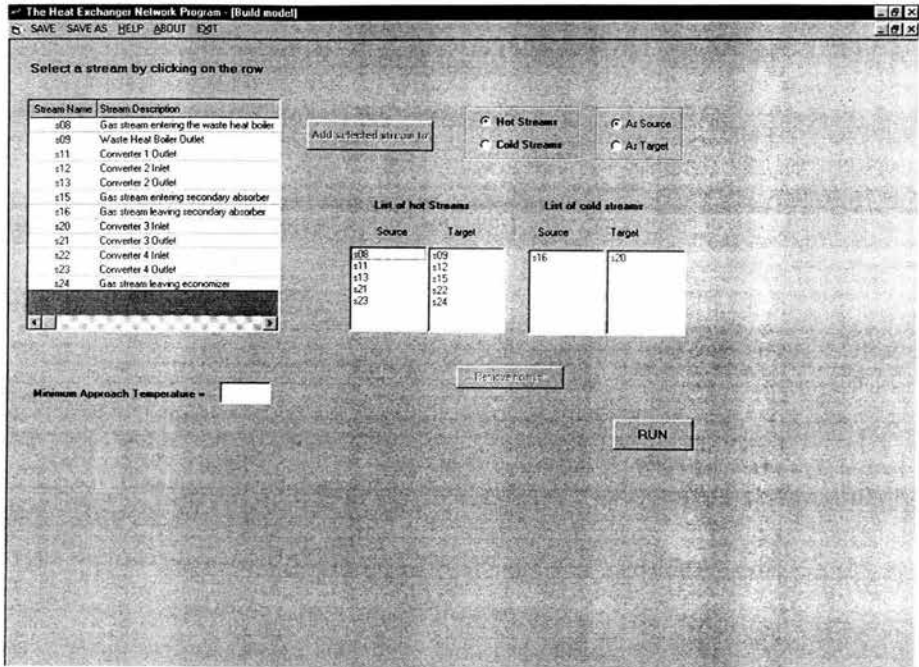 The Heat Exchanger Network Program - [Build model]
SAVE SAVE AS HELP ABOUT EXIT
Select a stream by clicking on the row
Stream Name Stream Description
s08 Gas stream entering the waste heat boiler
s09 Waste Heat Boiler Outlet
s11 Converter 1 Outlet
s12 Converter 2 Inlet
s13 Converter 2 Outlet
s15 Gas stream entering secondary absorber
s16 Gas stream leaving secondary absorber
s20 Converter 3 Inlet
s21 Converter 3 Outlet
s22 Converter 4 Inlet
s23 Converter 4 Outlet
s24 Gas stream leaving economizer
Add selected stream to
Hot Streams
Cold Streams
As Source
As Target
List of hot Streams
List of cold streams
Source Target
Source Target
s08 s09
s11 s12
s13 s15
s21 s22
s23 s24
s16 s20
Minimum Approach Temperature =
RUN